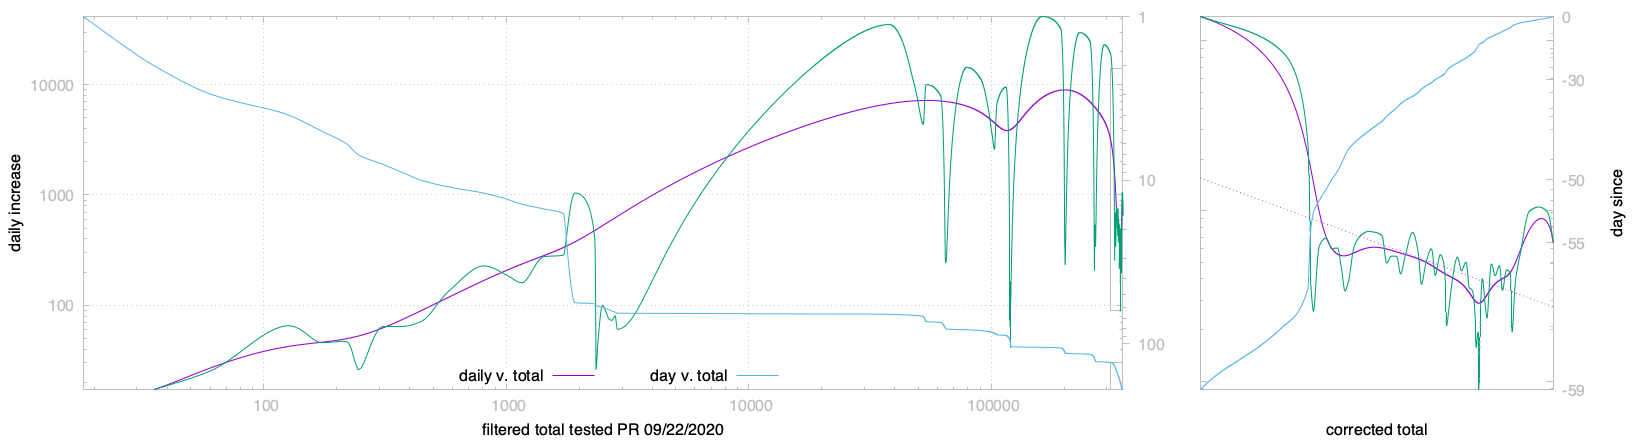 1
0
10000
-30
daily increase
1000
10
-50
day since
-55
100
100
daily v. total
day v. total
-59
100
1000
10000
100000
filtered total tested PR 09/22/2020
corrected total